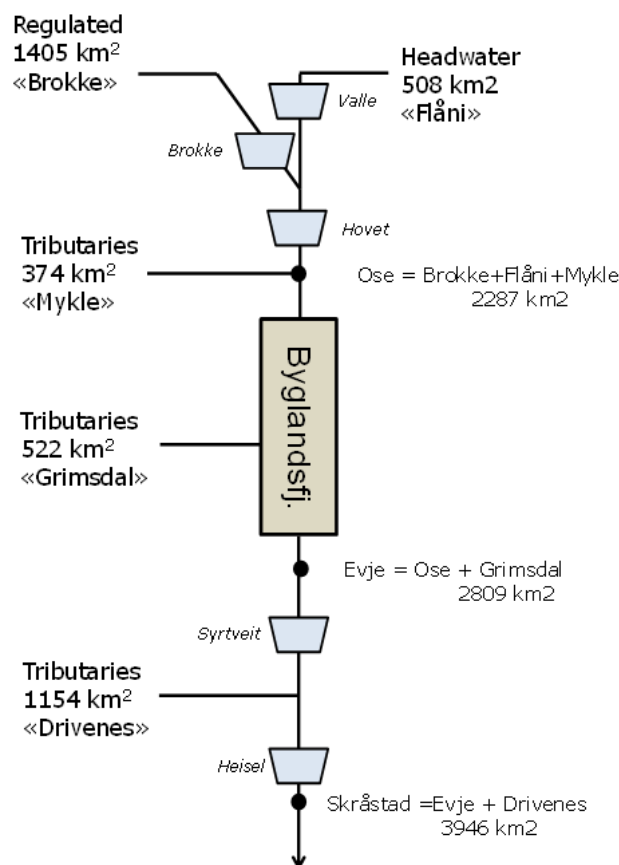 Regulated
1405 km²
«Brokke»
Headwater
508 km2
«Flåni»
Valle
Brokke
Hovet
Tributaries
374 km²
«Mykle»
Ose = Brokke+Flåni+Mykle
2287 km2
Byglandsfj.
Tributaries
522 km²
«Grimsdal»
Evje = Ose + Grimsdal
2809 km2
Syrtveit
Tributaries
1154 km²
«Drivenes»
Heisel
Skråstad =Evje + Drivenes
3946 km2